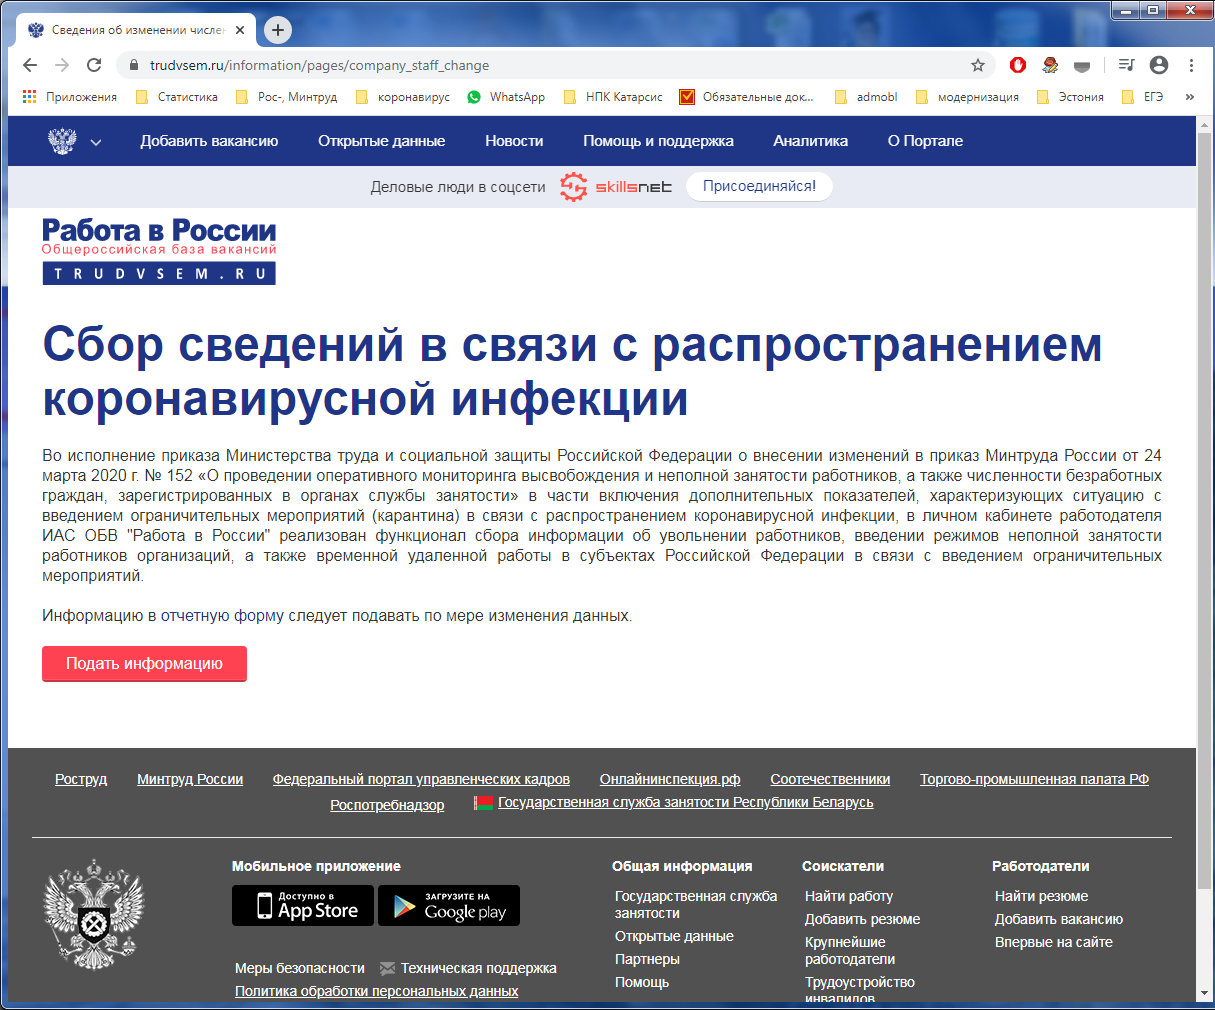 Сведения об изменении числен
trudvsem.ru/information/pages/company_staff_change
Приложения Статистика Рос-, Минтруд коронавирус WhatsApp НПК Катарсис Обязательные док... admobl модернизация Эстония ЕГЭ »
Добавить вакансию Открытые данные Новости Помощь и поддержка Аналитика О Портале
Деловые люди в соцсети skillsnet Присоединяйся!
Работа в России
Общероссийская база вакансий
TRUDVSEM.RU
Сбор сведений в связи с распространением
коронавирусной инфекции
Во исполнение приказа Министерства труда и социальной защиты Российской Федерации о внесении изменений в приказ Минтруда России от 24
марта 2020 г. № 152 «О проведении оперативного мониторинга высвобождения и неполной занятости работников, а также численности безработных
граждан, зарегистрированных в органах службы занятости» в части включения дополнительных показателей, характеризующих ситуацию с
введением ограничительных мероприятий (карантина) в связи с распространением коронавирусной инфекции, в личном кабинете работодателя
ИАС ОБВ "Работа в России" реализован функционал сбора информации об увольнении работников, введении режимов неполной занятости
работников организаций, а также временной удаленной работы в субъектах Российской Федерации в связи с введением ограничительных
мероприятий.
Информацию в отчетную форму следует подавать по мере изменения данных.
Подать информацию
Роструд Минтруд России Федеральный портал управленческих кадров Онлайнинспекция.рф Соотечественники Торгово-промышленная палата РФ
Роспотребнадзор Государственная служба занятости Республики Беларусь
Мобильное приложение Общая информация Соискатели Работодатели
Доступно в App Store ЗАГРУЗИТЕ НА Google play
Государственная служба занятости Найти работу Найти резюме
Открытые данные Добавить резюме Добавить вакансию
Партнеры Крупнейшие работодатели Впервые на сайте
Меры безопасности Техническая поддержка Помощь Трудоустройство инвалидов
Политика обработки персональных данных